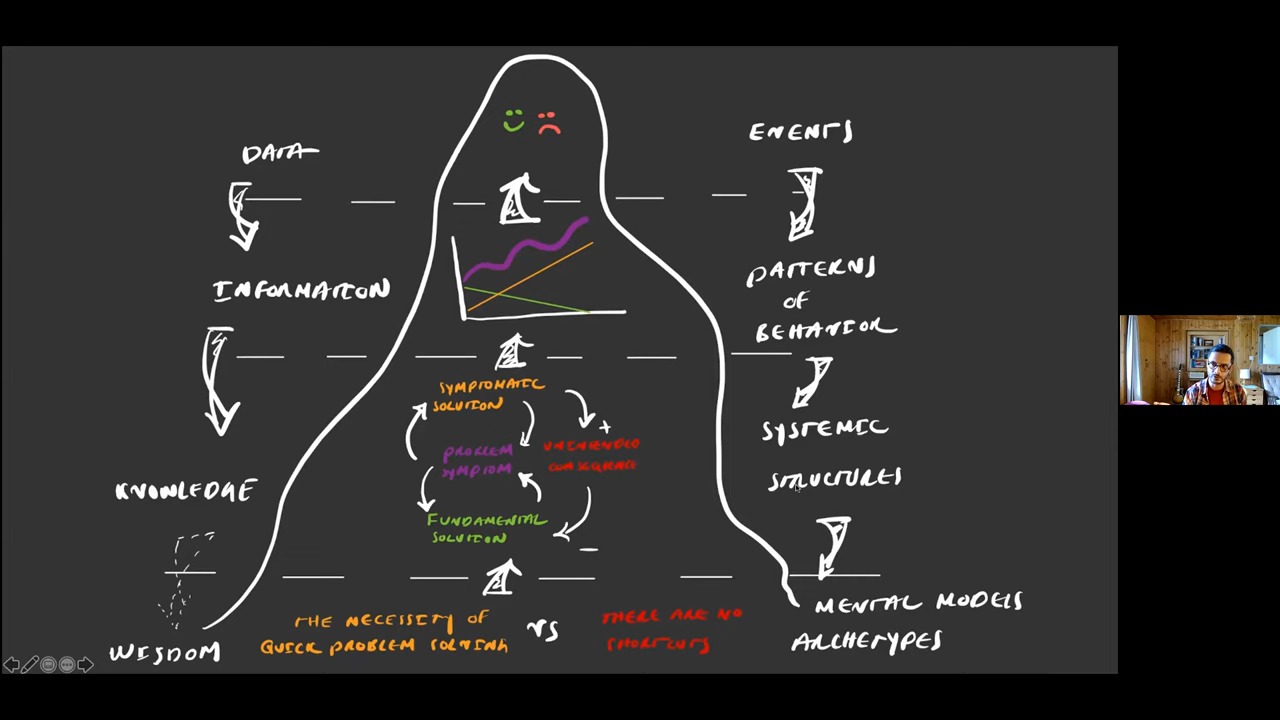 DATA
EVENTS
INFORMATION
PATTERNS
OF
BEHAVIOR
SYMPTOMATIC
SOLUTION
+
PROBLEM
SYMPTOM
UNINTENDED
CONSEQUENCE
SYSTEMIC
STRUCTURES
KNOWLEDGE
FUNDAMENTAL
SOLUTION
-
THE NECESSITY OF
QUICK PROBLEM SOLVING
VS
THERE ARE NO
SHORTCUTS
MENTAL MODELS
ARCHETYPES
WISDOM